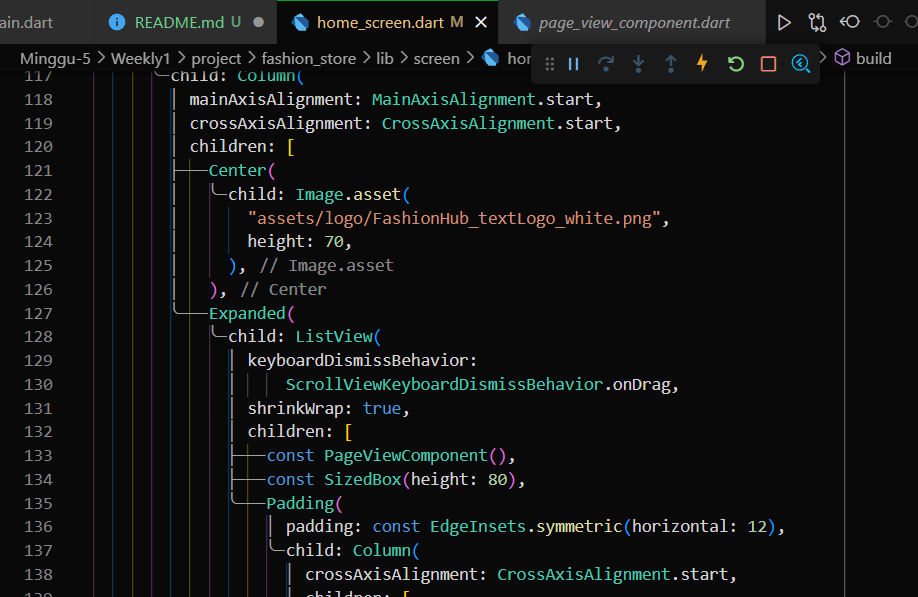 ain.dart
README.md U
home_screen.dart M
page_view_component.dart
Minggu-5 > Weekly1 > project > fashion_store > lib > screen > hor > build
117 child: Column(
118 mainAxisAlignment: MainAxisAlignment.start,
119 crossAxisAlignment: CrossAxisAlignment.start,
120 children: [
121 Center(
122 child: Image.asset(
123 "assets/logo/FashionHub_textLogo_white.png",
124 height: 70,
125 ), // Image.asset
126 ), // Center
127 Expanded(
128 child: ListView(
129 keyboardDismissBehavior:
130 ScrollViewKeyboardDismissBehavior.onDrag,
131 shrinkWrap: true,
132 children: [
133 const PageViewComponent(),
134 const SizedBox(height: 80),
135 Padding(
136 padding: const EdgeInsets.symmetric(horizontal: 12),
137 child: Column(
138 crossAxisAlignment: CrossAxisAlignment.start,
139 children: [